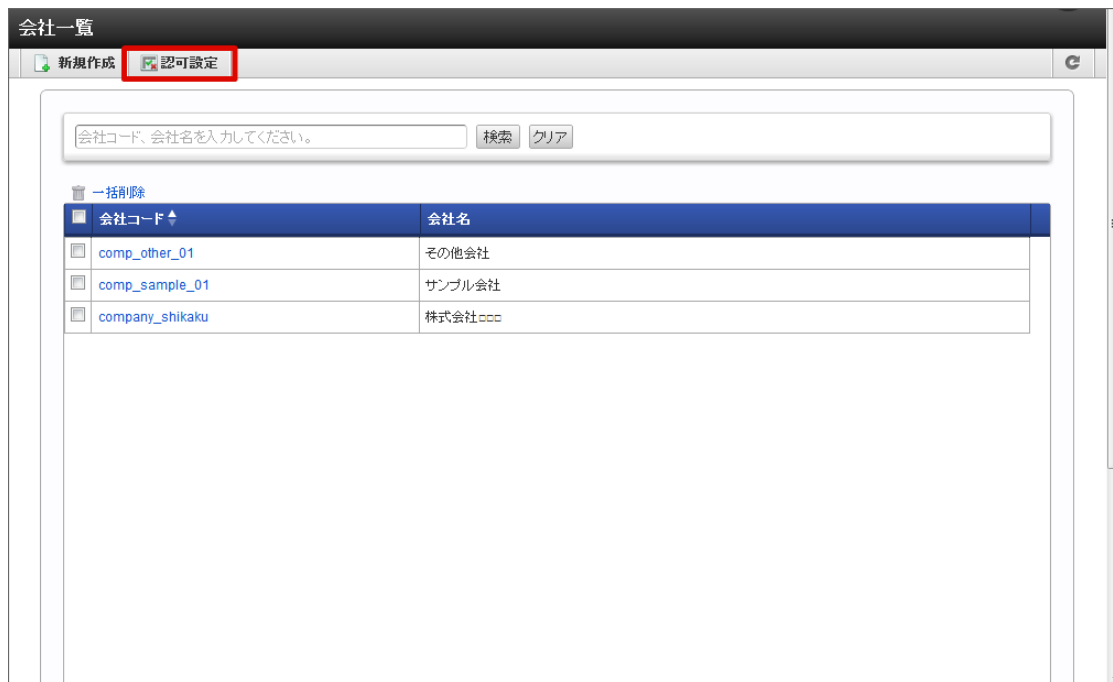 会社一覧
新規作成 認可設定
会社コード、会社名を入力してください。 検索 クリア
一括削除
会社コード 会社名
comp_other_01 その他会社
comp_sample_01 サンプル会社
company_shikaku 株式会社□□□